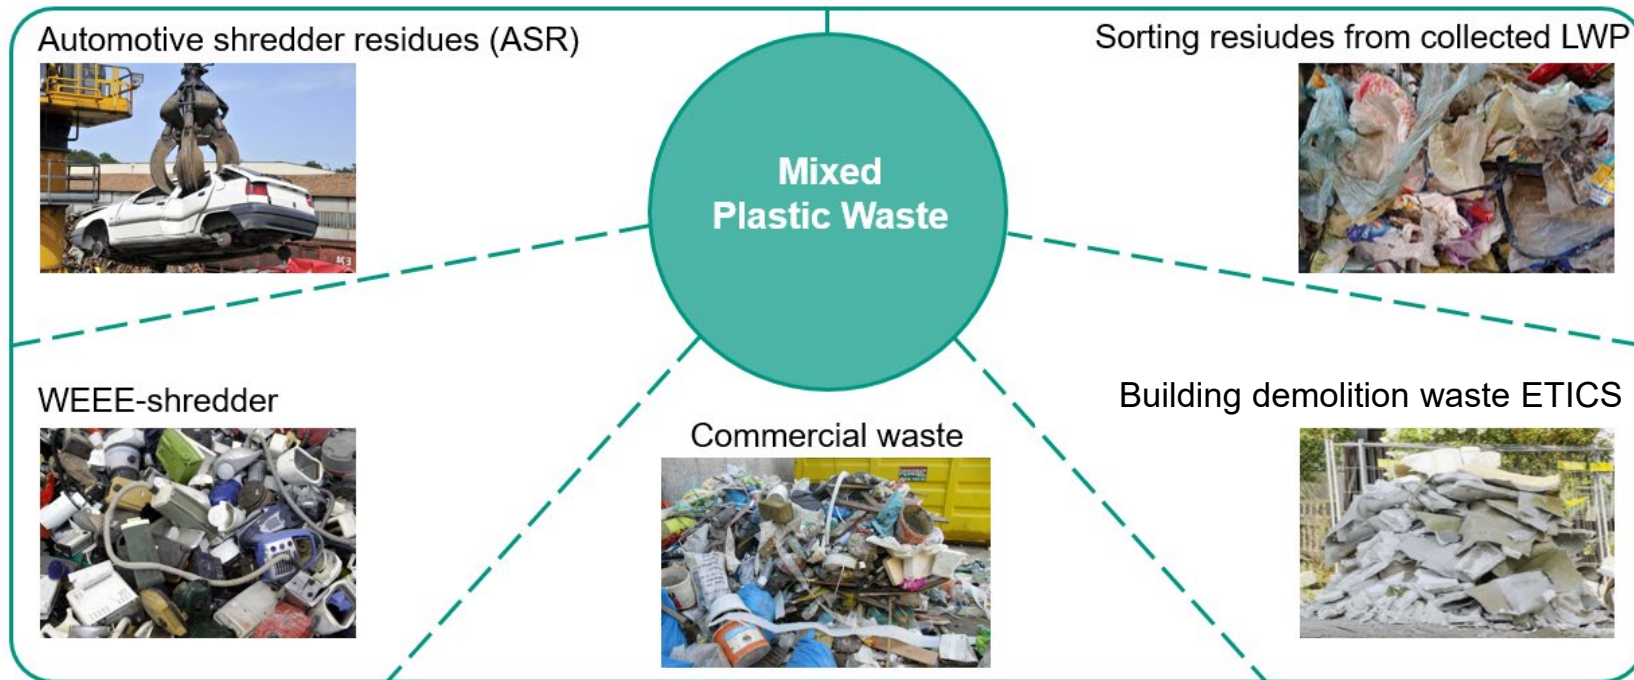 Automotive shredder residues (ASR)
Sorting resiudes from collected LWP
Mixed
Plastic Waste
WEEE-shredder
Building demolition waste ETICS
Commercial waste